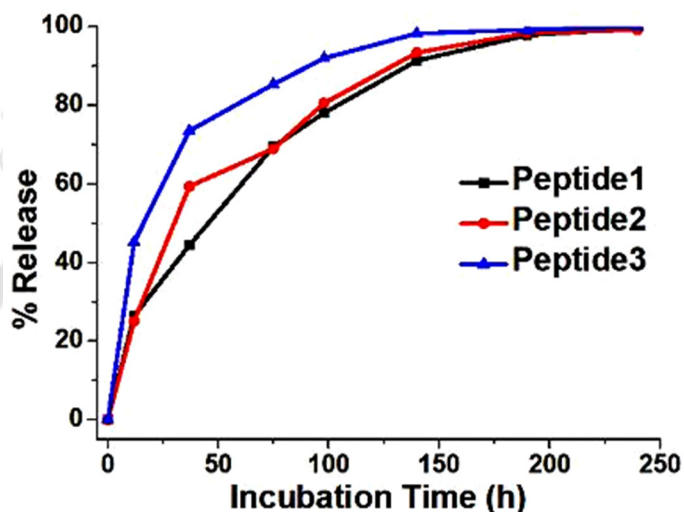 100
80
60
40
20
0
% Release
Peptide1
Peptide2
Peptide3
0 50 100 150 200 250
Incubation Time (h)